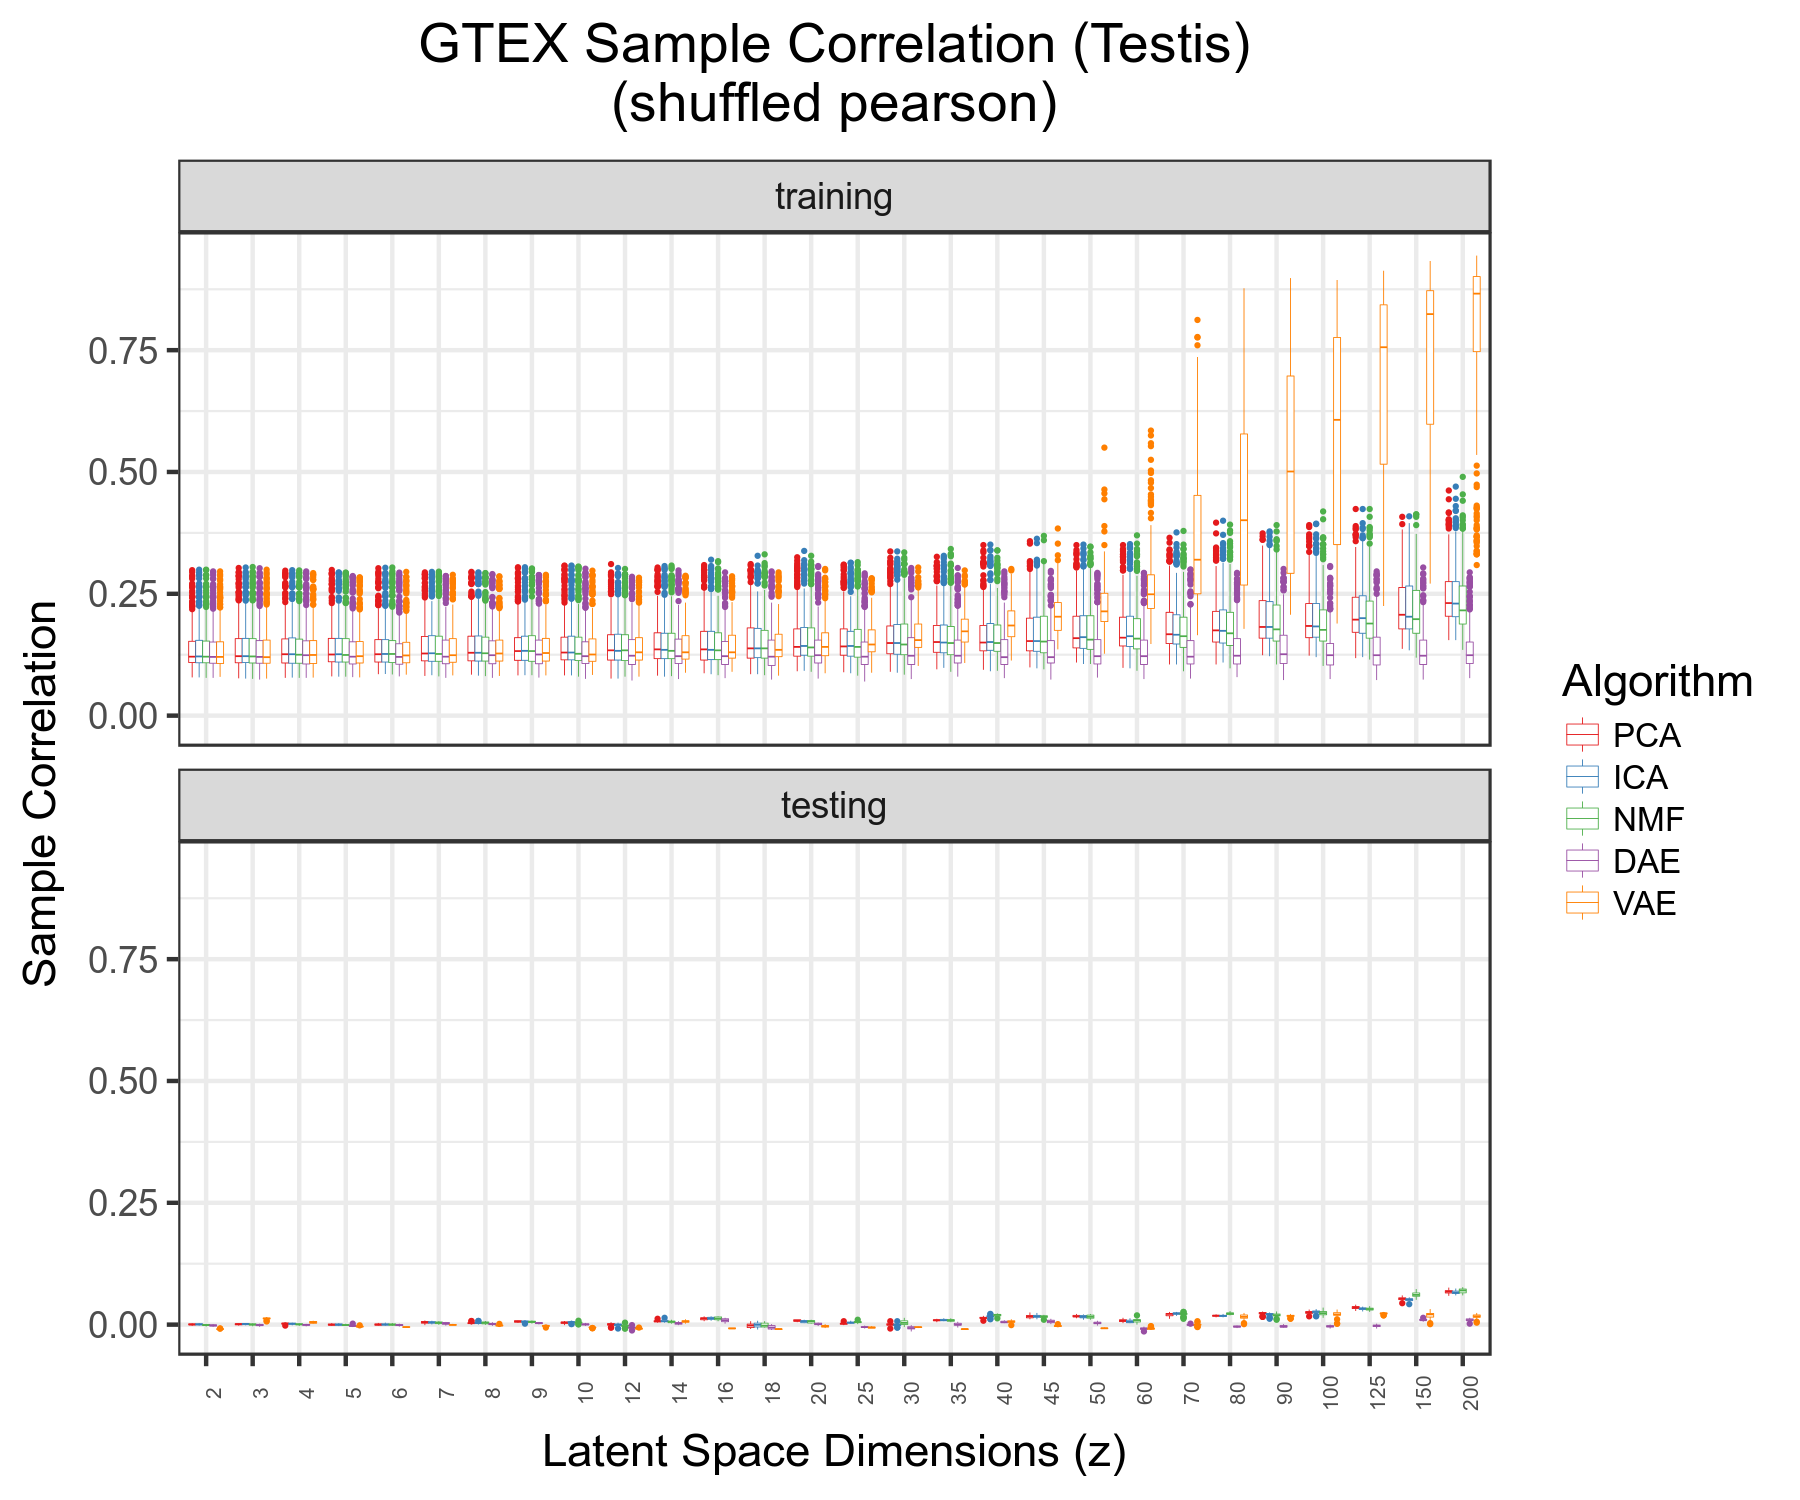 GTEX Sample Correlation (Testis)
(shuffled pearson)
training
0.75
0.50
0.25
0.00
testing
0.75
0.50
0.25
0.00
Sample Correlation
2 3 4 5 6 7 8 9 10 12 14 16 18 20 25 30 35 40 45 50 60 70 80 90 100 125 150 200
Latent Space Dimensions (z)
Algorithm
PCA
ICA
NMF
DAE
VAE